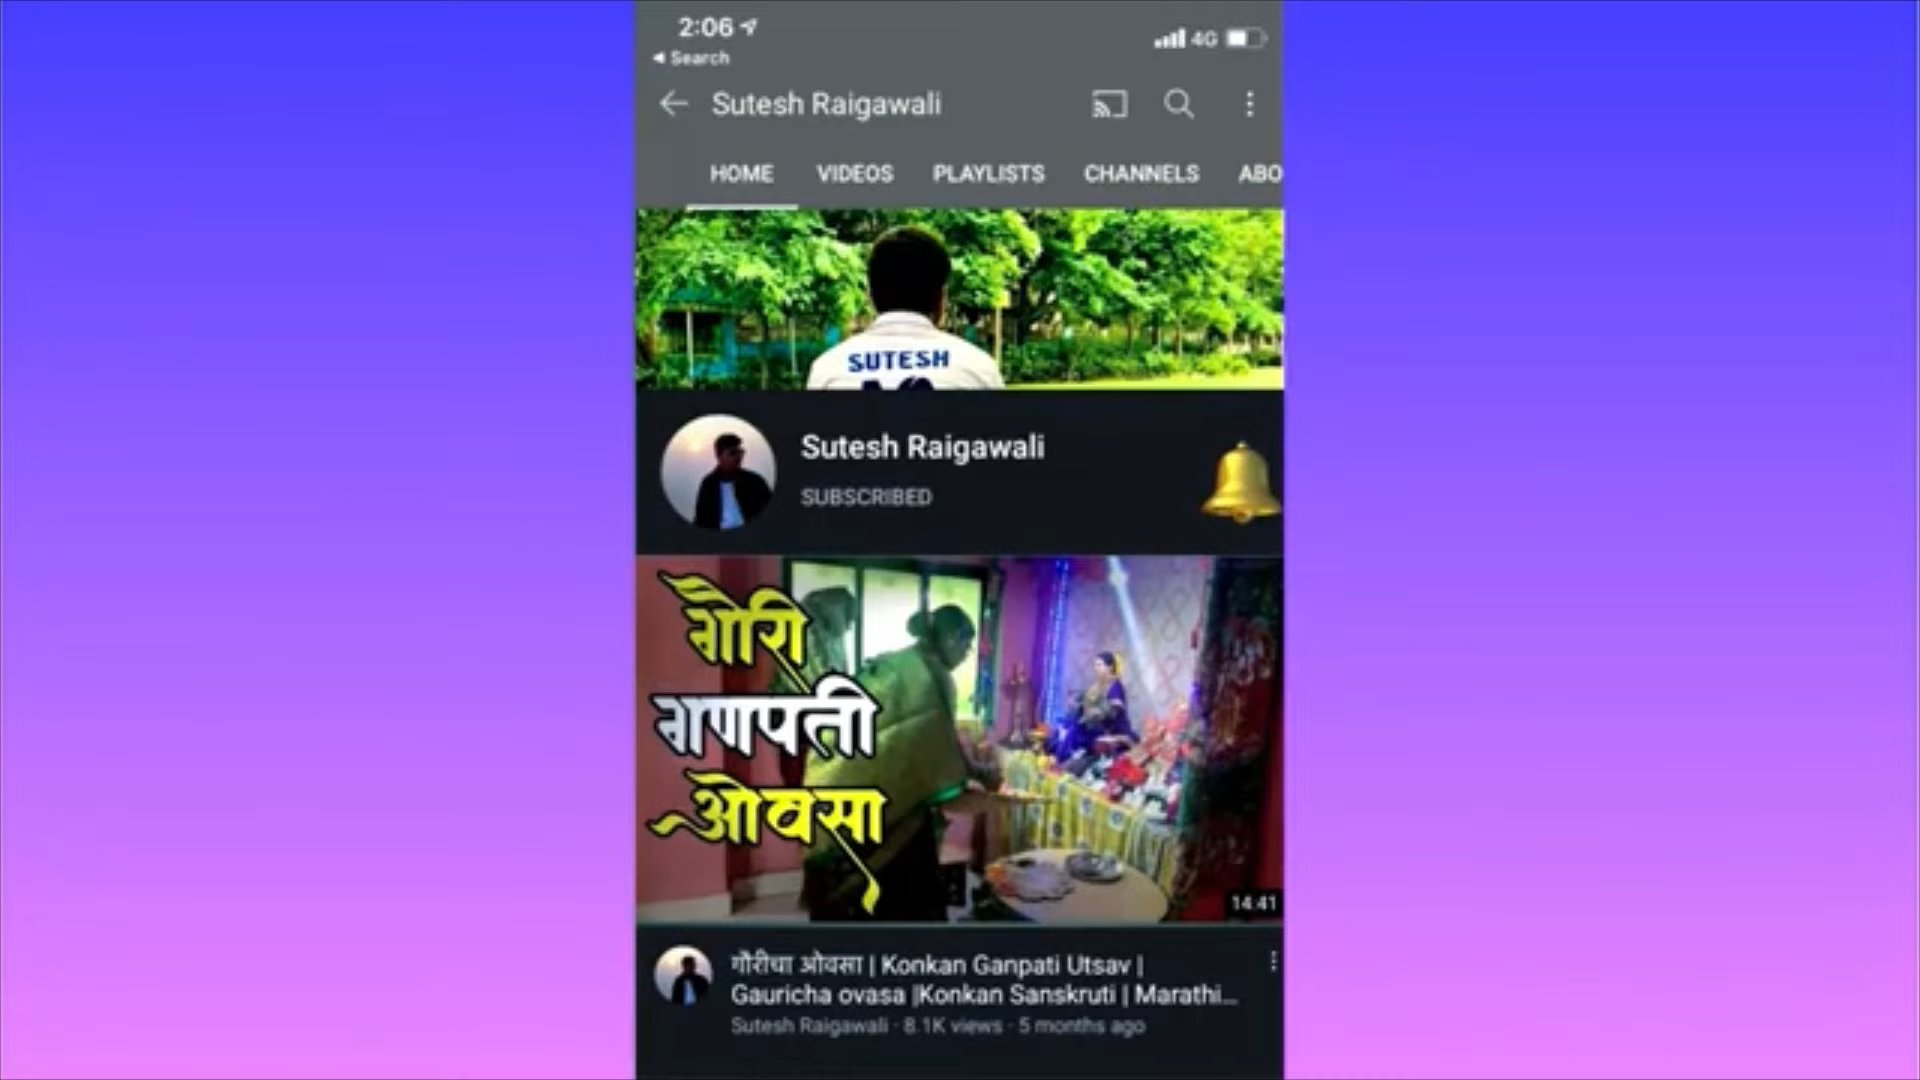 2:06
Search
4G
Sutesh Raigawali
HOME VIDEOS PLAYLISTS CHANNELS ABO
SUTESH
Sutesh Raigawali
SUBSCRIBED
गौरी
गणपती
ओवसा
14:41
गौरीचा ओवसा | Konkan Ganpati Utsav |
Gauricha ovasa |Konkan Sanskruti | Marathi...
Sutesh Raigawali · 8.1K views · 5 months ago